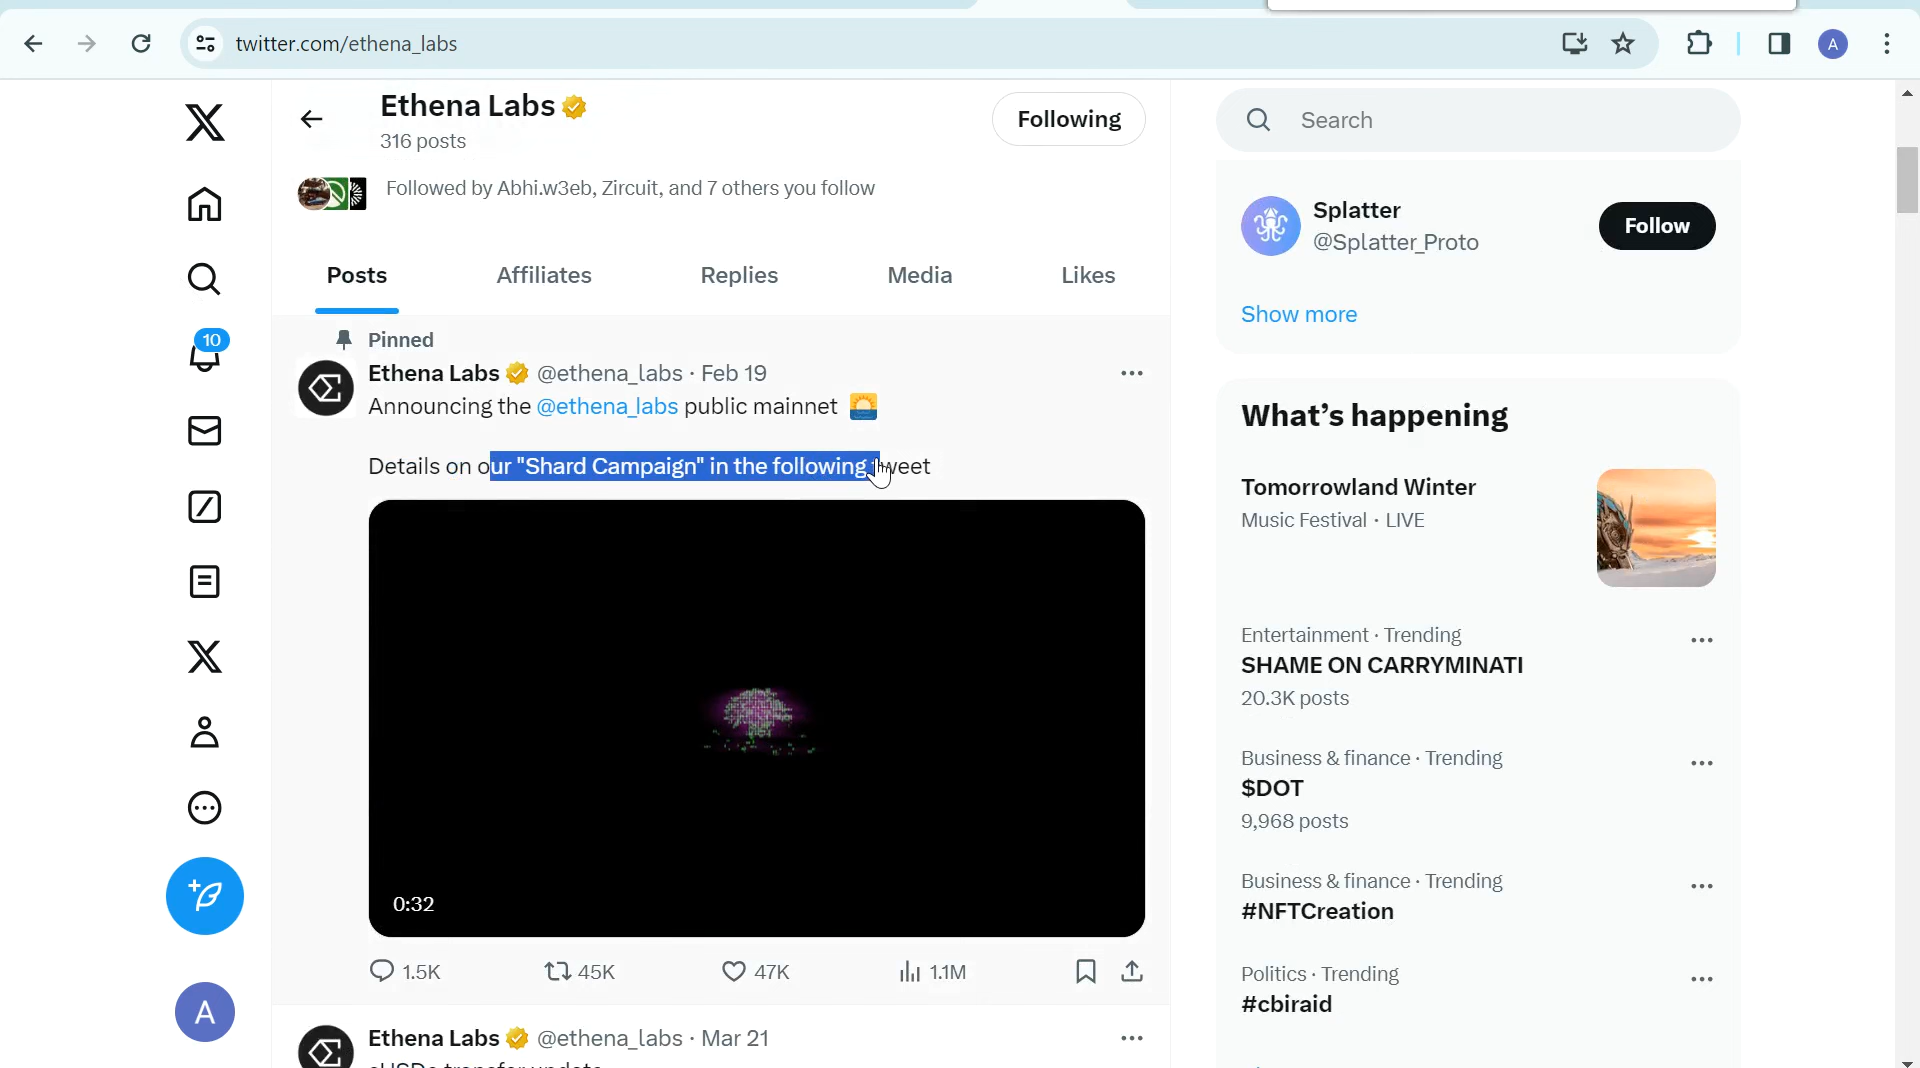 twitter.com/ethena_labs
A
Ethena Labs
316 posts
Following
Followed by Abhi.w3eb, Zircuit, and 7 others you follow
Posts
Affiliates
Replies
Media
Likes
Pinned
Ethena Labs @ethena_labs · Feb 19
Announcing the @ethena_labs public mainnet
Details on our "Shard Campaign" in the following tweet
0:32
1.5K
45K
47K
1.1M
Ethena Labs @ethena_labs · Mar 21
10
A
Search
Splatter
@Splatter_Proto
Follow
Show more
What's happening
Tomorrowland Winter
Music Festival · LIVE
Entertainment · Trending
SHAME ON CARRYMINATI
20.3K posts
Business & finance · Trending
$DOT
9,968 posts
Business & finance · Trending
#NFTCreation
Politics · Trending
#cbiraid